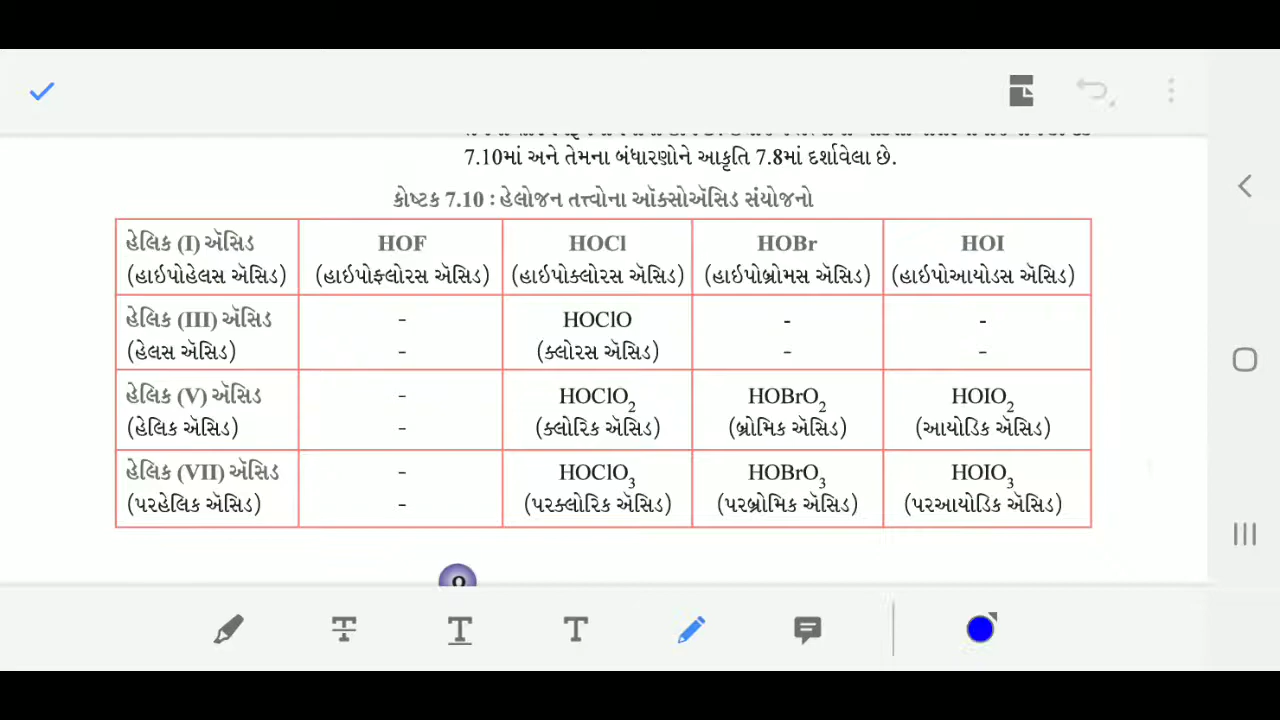 7.10માં અને તેમના બંધારણોને આકૃતિ 7.8માં દર્શાવેલા છે.
કોષ્ટક 7.10 : હેલોજન તત્ત્વોના ઑક્સોઍસિડ સંયોજનો
હેલિક (I) ઍસિડ HOF HOCl HOBr HOI
(હાઇપોહેલસ ઍસિડ) (હાઇપોફ્લોરસ ઍસિડ) (હાઇપોક્લોરસ ઍસિડ) (હાઇપોબ્રોમસ ઍસિડ) (હાઇપોઆયોડસ ઍસિડ)
હેલિક (III) ઍસિડ - HOClO - -
(હેલસ ઍસિડ) - (ક્લોરસ ઍસિડ) - -
હેલિક (V) ઍસિડ - HOClO₂ HOBrO₂ HOIO₂
(હેલિક ઍસિડ) - (ક્લોરિક ઍસિડ) (બ્રોમિક ઍસિડ) (આયોડિક ઍસિડ)
હેલિક (VII) ઍસિડ - HOClO₃ HOBrO₃ HOIO₃
(પરહેલિક ઍસિડ) - (પરક્લોરિક ઍસિડ) (પરબ્રોમિક ઍસિડ) (પરઆયોડિક ઍસિડ)
T T T